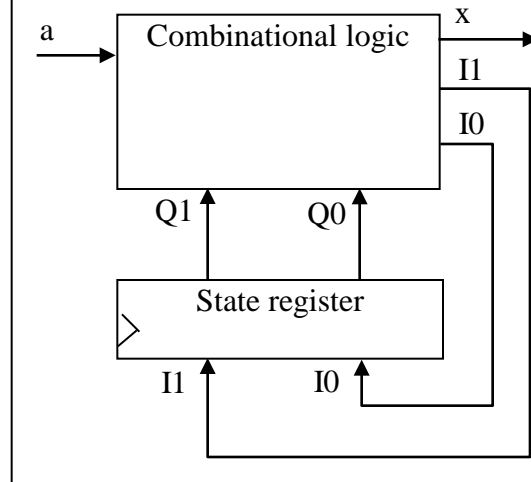 x
a
Combinational logic
I1
I0
Q1
Q0
State register
I1
I0